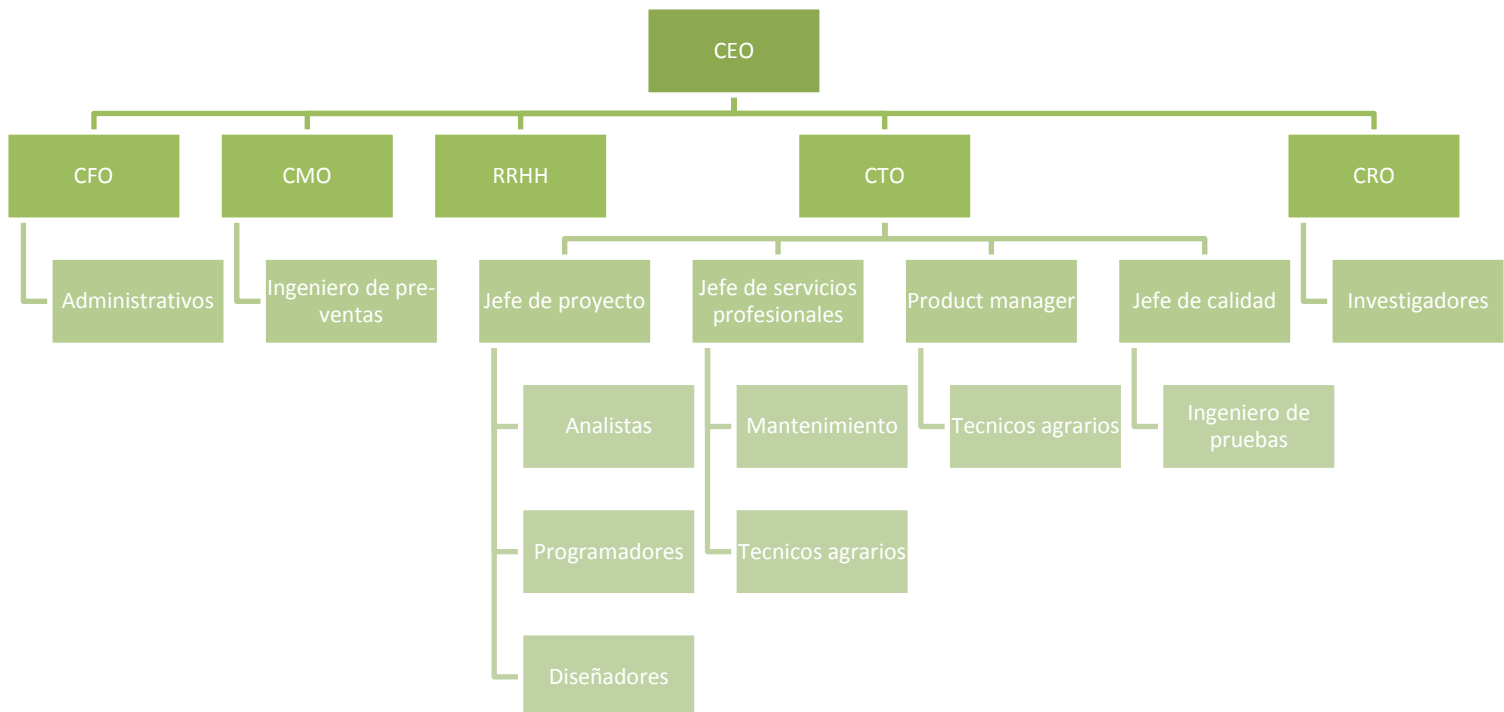 CEO
CFO
CMO
RRHH
CTO
CRO
Administrativos
Ingeniero de pre-
ventas
Jefe de proyecto
Jefe de servicios
profesionales
Product manager
Jefe de calidad
Investigadores
Analistas
Mantenimiento
Tecnicos agrarios
Ingeniero de
pruebas
Programadores
Tecnicos agrarios
Diseñadores